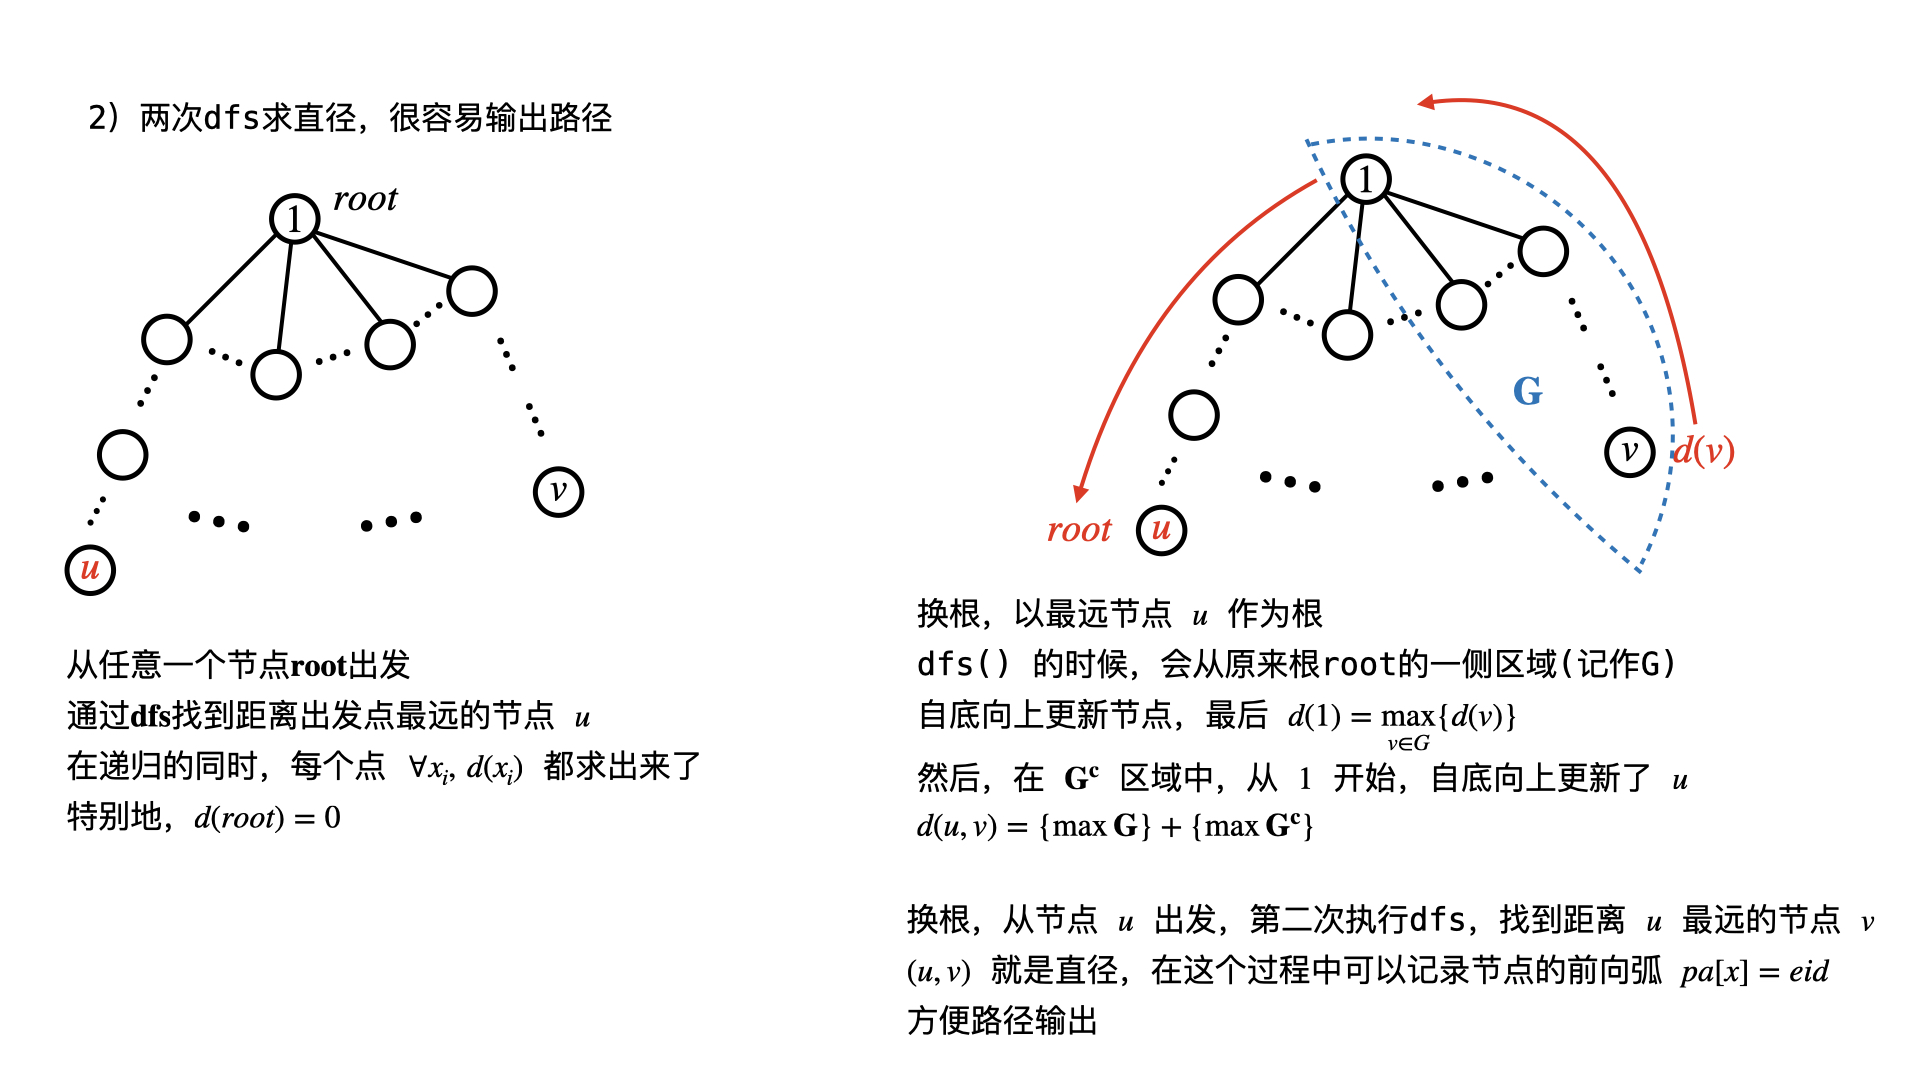 2) 两次dfs求直径，很容易输出路径
1 root
v
u
从任意一个节点root出发
通过dfs找到距离出发点最远的节点 u
在递归的同时，每个点 ∀xᵢ, d(xᵢ) 都求出来了
特别地，d(root) = 0
1
G
v d(v)
root u
换根，以最远节点 u 作为根
dfs() 的时候，会从原来根root的一侧区域(记作G)
自底向上更新节点，最后 d(1) = max{d(v)}
v∈G
然后，在 Gᶜ 区域中，从 1 开始，自底向上更新了 u
d(u, v) = {max G} + {max Gᶜ}
换根，从节点 u 出发，第二次执行dfs，找到距离 u 最远的节点 v
(u, v) 就是直径，在这个过程中可以记录节点的前向弧 pa[x] = eid
方便路径输出